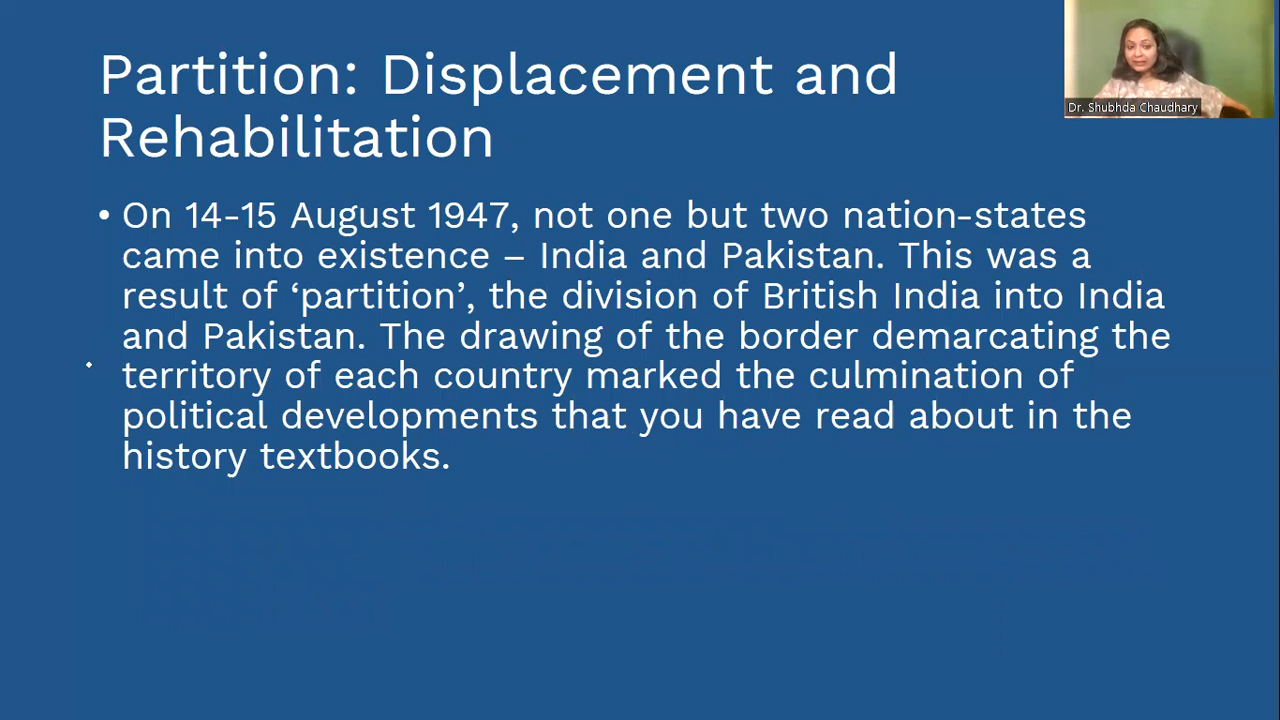 Partition: Displacement and
Rehabilitation
Dr. Shubhda Chaudhary
• On 14-15 August 1947, not one but two nation-states
came into existence – India and Pakistan. This was a
result of ‘partition’, the division of British India into India
and Pakistan. The drawing of the border demarcating the
territory of each country marked the culmination of
political developments that you have read about in the
history textbooks.